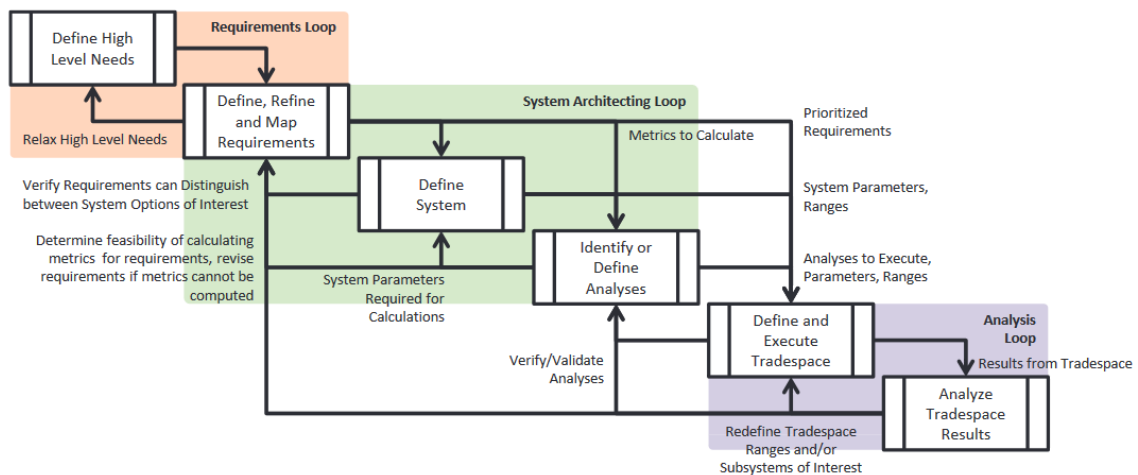 Define High
Level Needs
Requirements Loop
Define, Refine
and Map
Requirements
Relax High Level Needs
System Architecting Loop
Metrics to Calculate
Prioritized
Requirements
Verify Requirements can Distinguish
between System Options of Interest
Define
System
System Parameters,
Ranges
Determine feasibility of calculating
metrics for requirements, revise
requirements if metrics cannot be
computed
System Parameters
Required for
Calculations
Identify or
Define
Analyses
Analyses to Execute,
Parameters, Ranges
Define and
Execute
Tradespace
Analysis
Loop
Verify/Validate
Analyses
Results from Tradespace
Analyze
Tradespace
Results
Redefine Tradespace
Ranges and/or
Subsystems of Interest